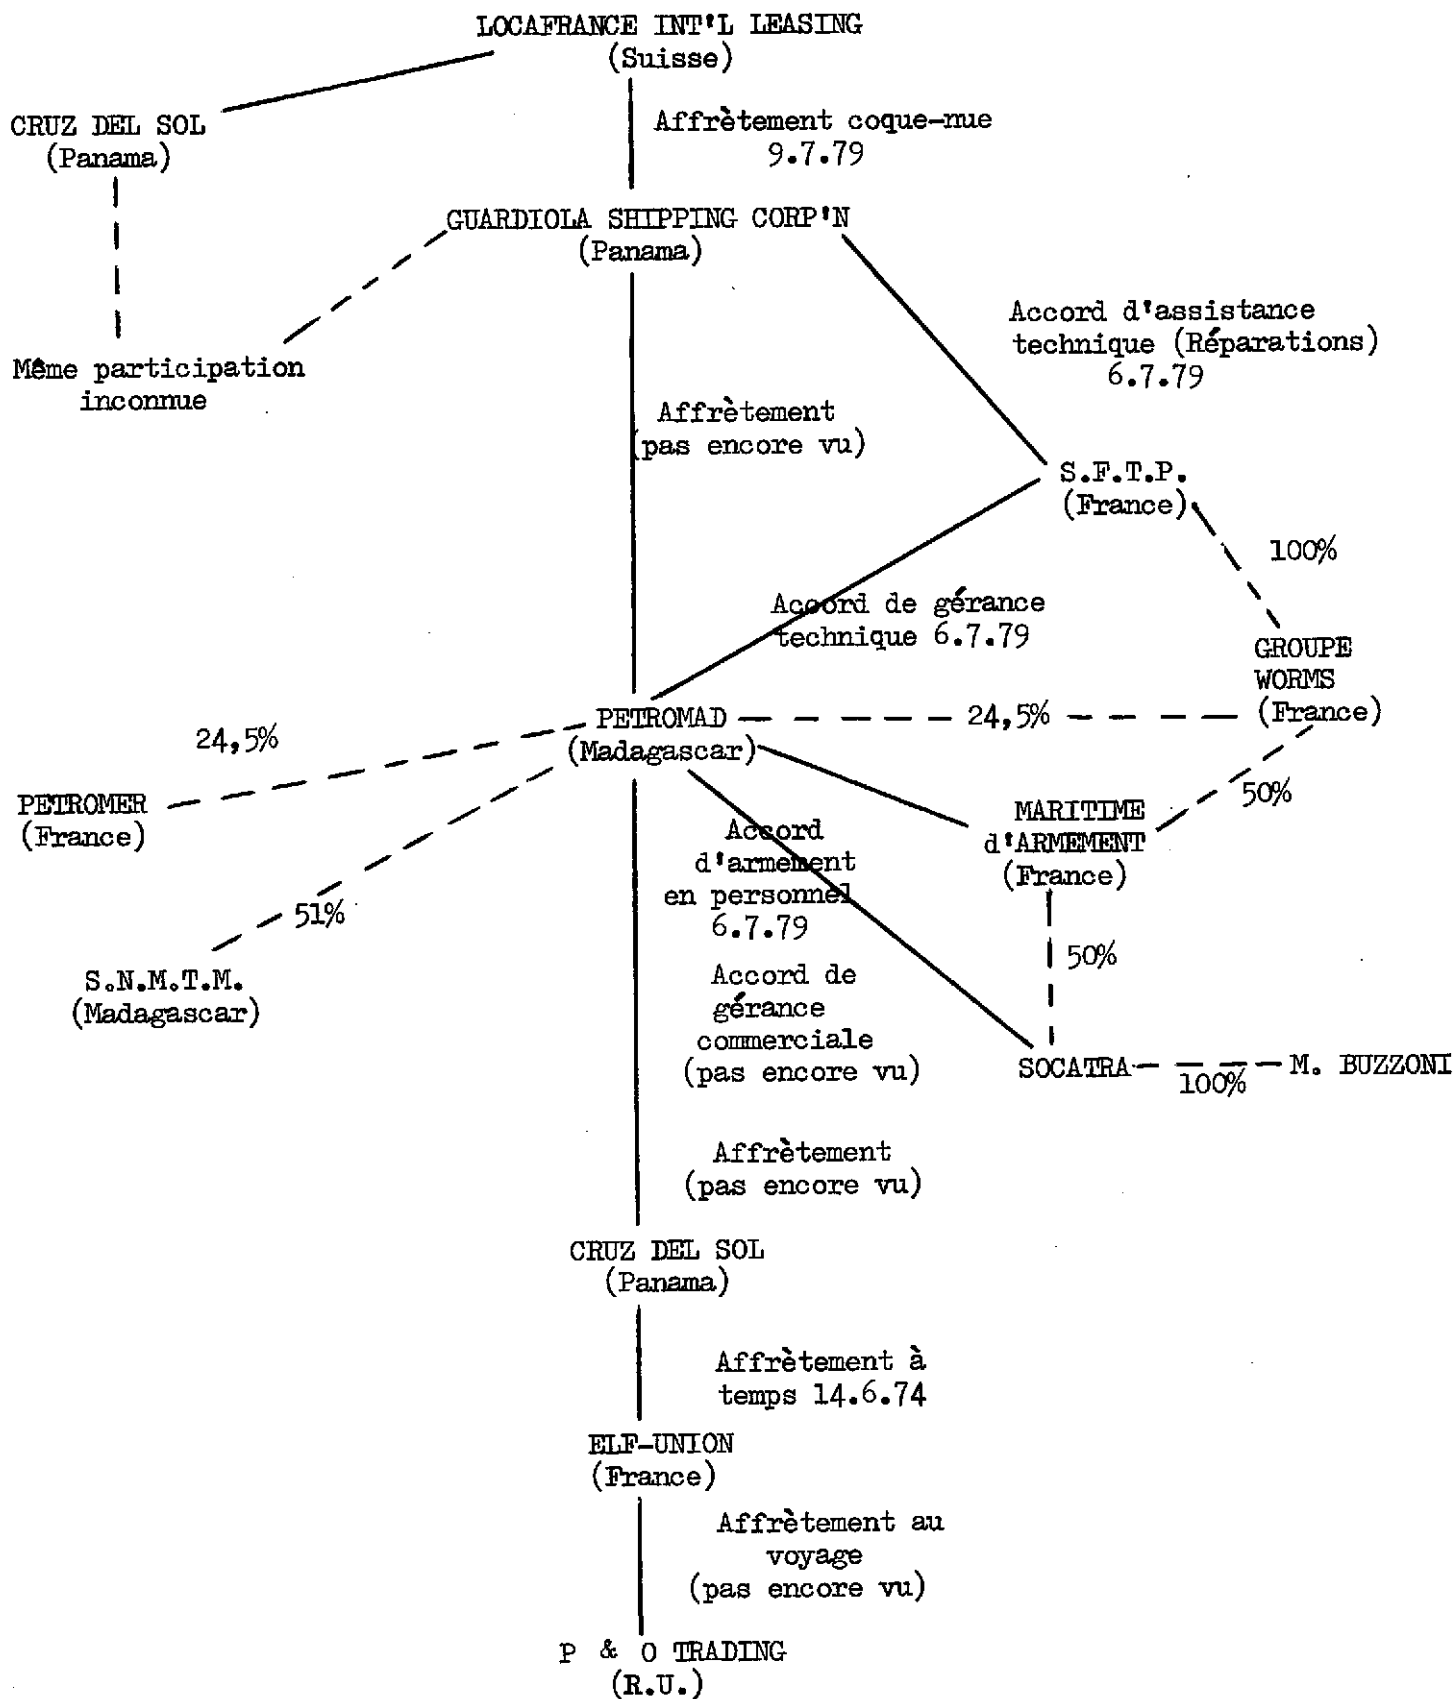 LOCAFRANCE INT'L LEASING
(Suisse)
CRUZ DEL SOL
(Panama)
Affrètement coque-nue
9.7.79
GUARDIOLA SHIPPING CORP'N
(Panama)
Même participation
inconnue
Accord d'assistance
technique (Réparations)
6.7.79
Affrètement
(pas encore vu)
S.F.T.P.
(France)
100%
Accord de gérance
technique 6.7.79
GROUPE
WORMS
(France)
PETROMAD
(Madagascar)
24,5%
24,5%
PETROMER
(France)
50%
MARITIME
d'ARMEMENT
(France)
Accord
d'armement
en personnel
6.7.79
51%
S.N.M.T.M.
(Madagascar)
50%
Accord de
gérance
commerciale
(pas encore vu)
SOCATRA
100%
M. BUZZONI
Affrètement
(pas encore vu)
CRUZ DEL SOL
(Panama)
Affrètement à
temps 14.6.74
ELF-UNION
(France)
Affrètement au
voyage
(pas encore vu)
P & O TRADING
(R.U.)